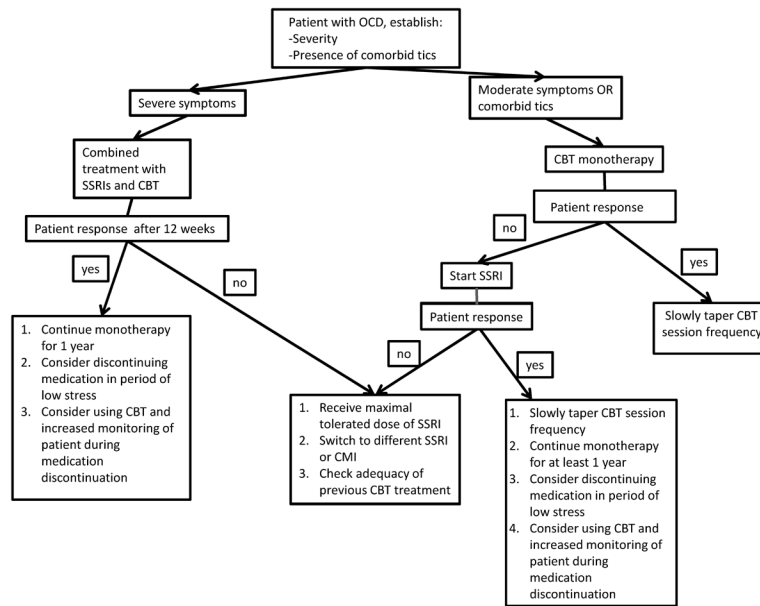 Patient with OCD, establish:
-Severity
-Presence of comorbid tics
Severe symptoms
Moderate symptoms OR
comorbid tics
Combined
treatment with
SSRIs and CBT
CBT monotherapy
Patient response after 12 weeks
Patient response
yes
no
no
yes
Start SSRI
Patient response
Slowly taper CBT
session frequency
no
yes
1. Continue monotherapy
for 1 year
2. Consider discontinuing
medication in period of
low stress
3. Consider using CBT and
increased monitoring of
patient during
medication
discontinuation
1. Receive maximal
tolerated dose of SSRI
2. Switch to different SSRI
or CMI
3. Check adequacy of
previous CBT treatment
1. Slowly taper CBT session
frequency
2. Continue monotherapy
for at least 1 year
3. Consider discontinuing
medication in period of
low stress
4. Consider using CBT and
increased monitoring of
patient during
medication
discontinuation